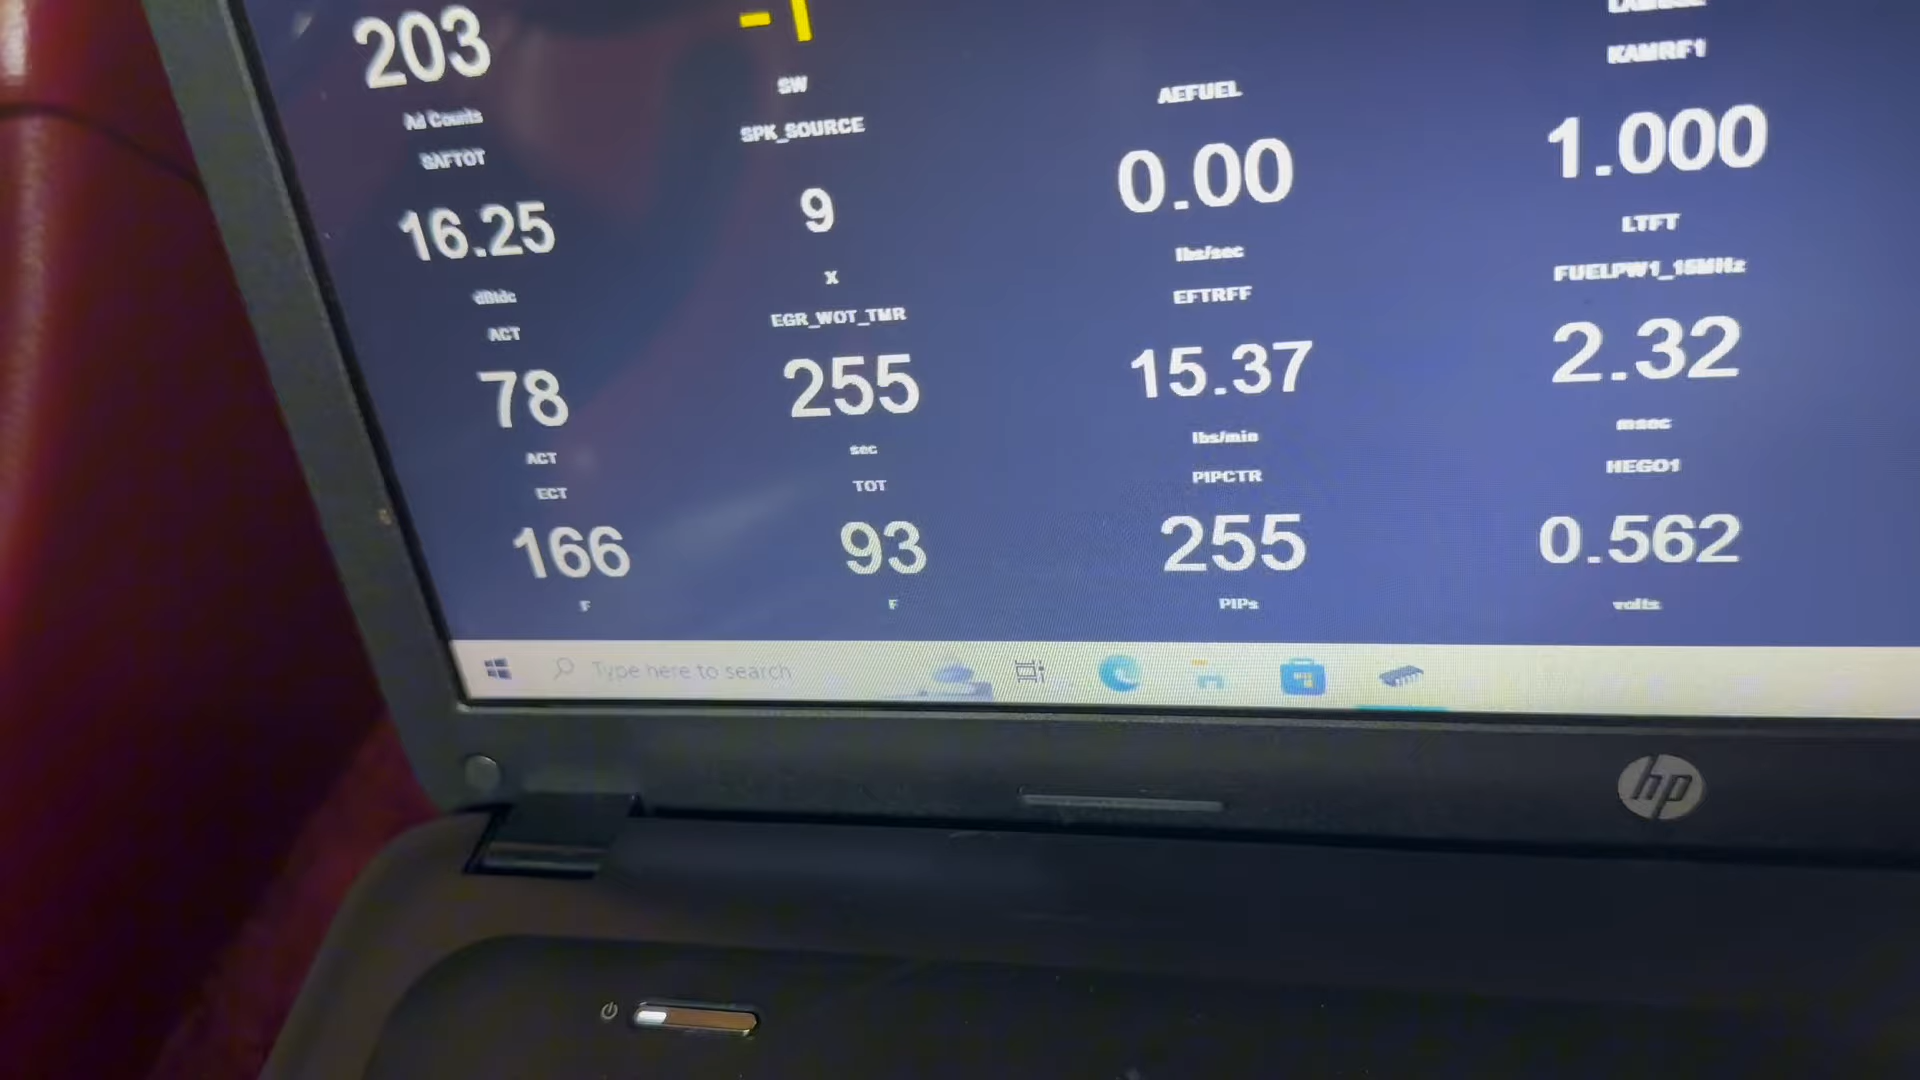 203
-1
KAMRF1
SW
Ad Counts
AEFUEL
SPK_SOURCE
SAFTOT
1.000
0.00
9
16.25
LTFT
lbs/sec
FUELPW1_15MHz
X
EFTRFF
ACT
EGR_WOT_TMR
2.32
15.37
255
78
msec
lbs/min
sec
ACT
HEGO1
PIPCTR
TOT
ECT
0.562
255
93
166
volts
PIPs
F
F
Type here to search
hp